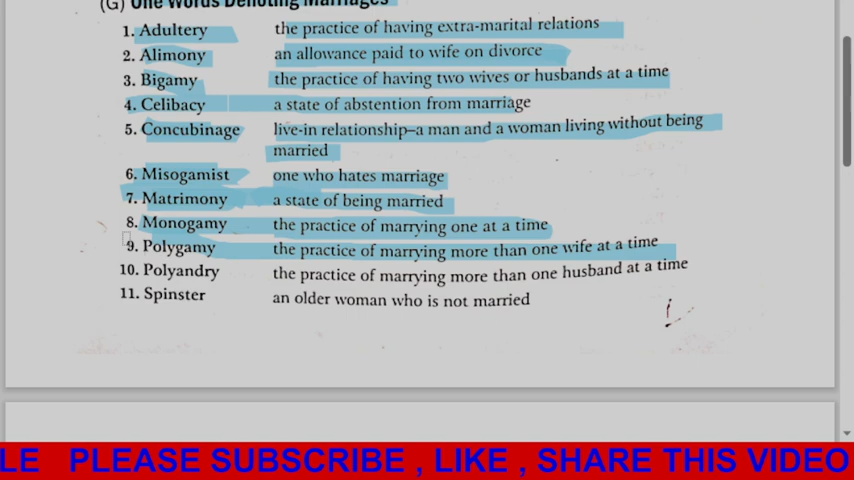 (G) One Words Denoting Marriages
1. Adultery the practice of having extra-marital relations
2. Alimony an allowance paid to wife on divorce
3. Bigamy the practice of having two wives or husbands at a time
4. Celibacy a state of abstention from marriage
5. Concubinage live-in relationship–a man and a woman living without being
married
6. Misogamist one who hates marriage
7. Matrimony a state of being married
8. Monogamy the practice of marrying one at a time
9. Polygamy the practice of marrying more than one wife at a time
10. Polyandry the practice of marrying more than one husband at a time
11. Spinster an older woman who is not married
LE PLEASE SUBSCRIBE , LIKE , SHARE THIS VIDEO